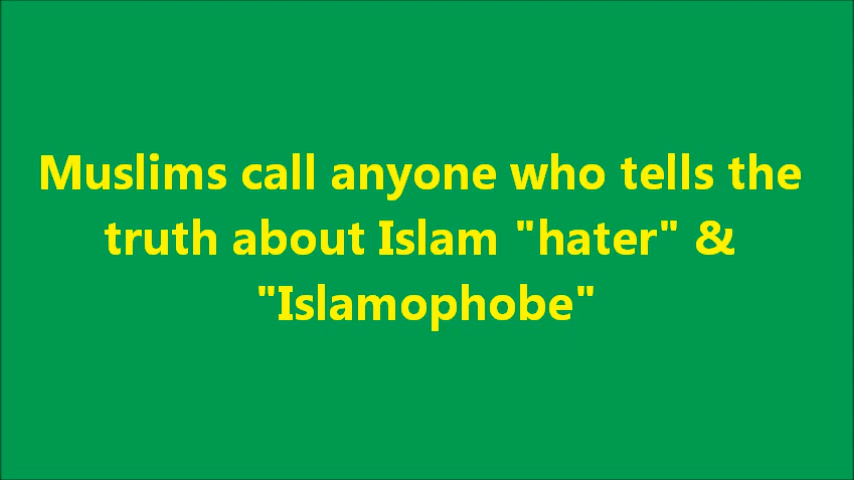 Muslims call anyone who tells the
truth about Islam "hater" &
"Islamophobe"